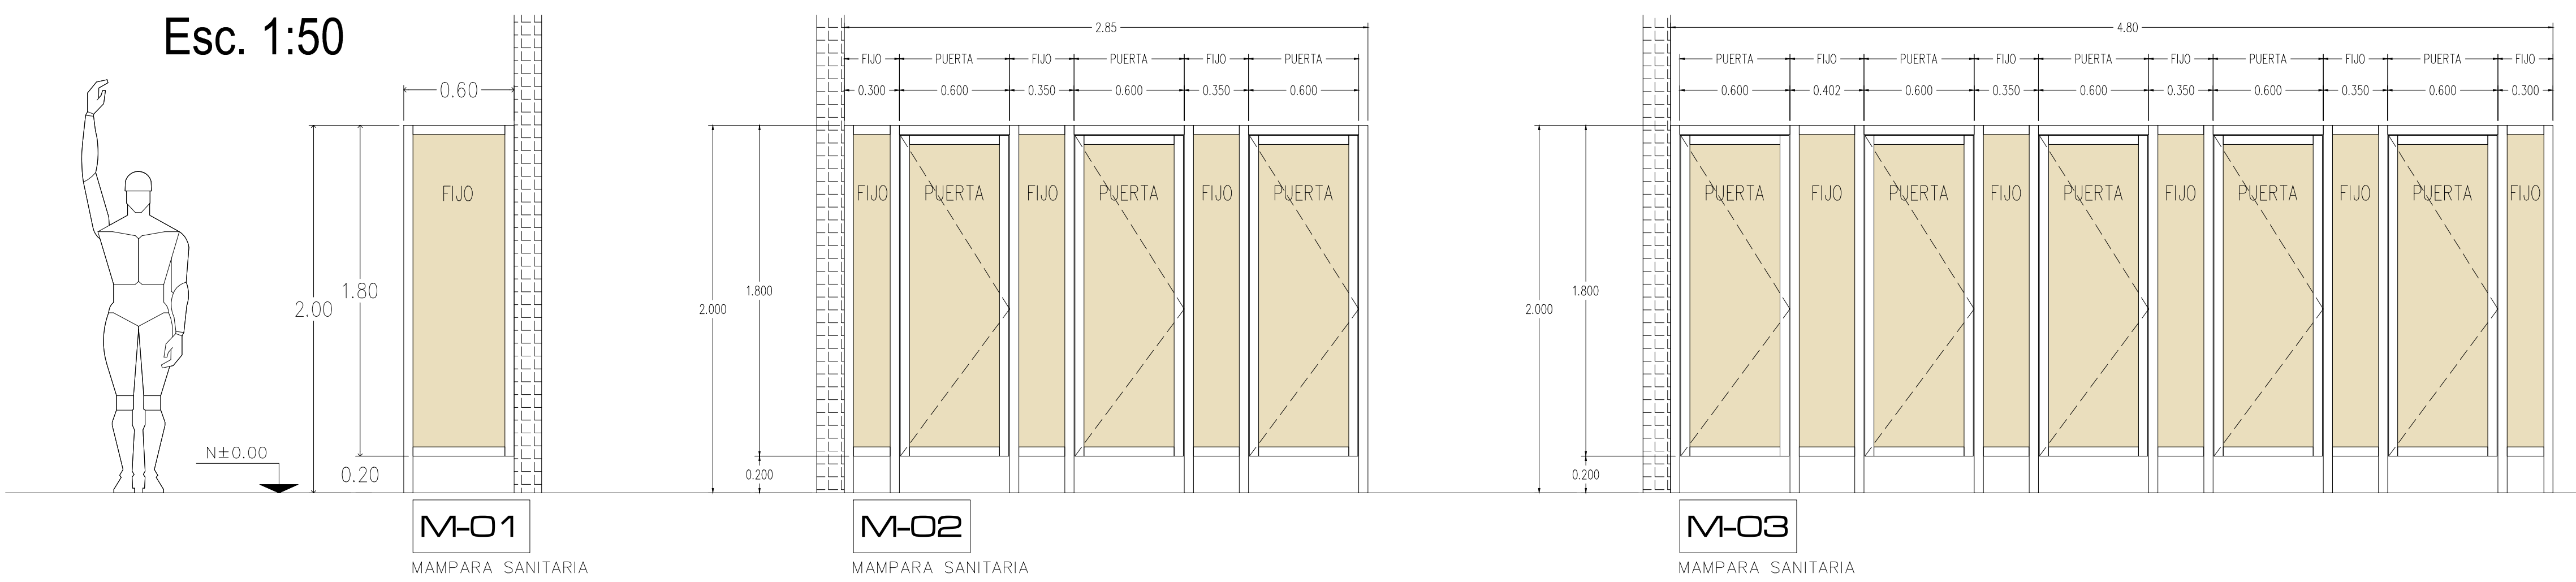 Esc. 1:50
0.60
FIJO
2.00
1.80
0.20
N±0.00
M-01
MAMPARA SANITARIA
2.85
FIJO PUERTA FIJO PUERTA FIJO PUERTA
0.300 0.600 0.350 0.600 0.350 0.600
FIJO PUERTA FIJO PUERTA FIJO PUERTA
2.000
1.800
0.200
M-02
MAMPARA SANITARIA
4.80
PUERTA FIJO PUERTA FIJO PUERTA FIJO PUERTA FIJO PUERTA FIJO
0.600 0.402 0.600 0.350 0.600 0.350 0.600 0.350 0.600 0.300
PUERTA FIJO PUERTA FIJO PUERTA FIJO PUERTA FIJO PUERTA FIJO
2.000
1.800
0.200
M-03
MAMPARA SANITARIA